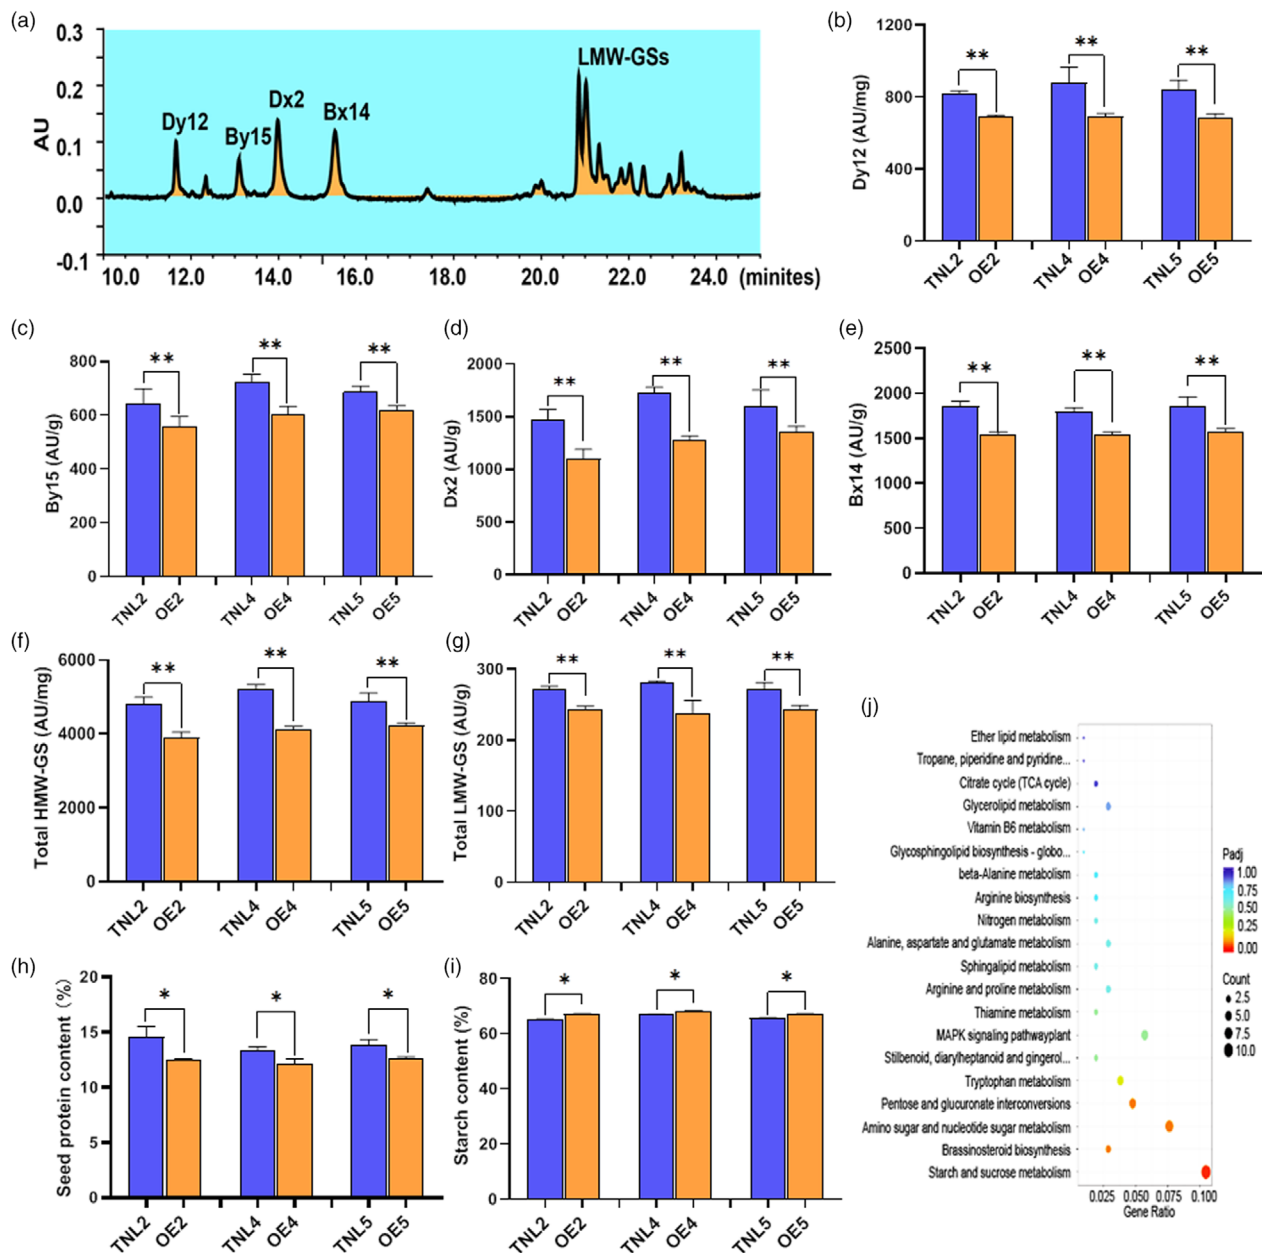 (a)
0.3
0.2
0.1
0.0
-0.1
AU
Dy12
By15
Dx2
Bx14
LMW-GSs
10.0 12.0 14.0 16.0 18.0 20.0 22.0 24.0 (minites)
(b)
Dy12 (AU/mg)
1200
800
400
0
** ** **
TNL2 OE2 TNL4 OE4 TNL5 OE5
(c)
By15 (AU/g)
800
600
400
200
0
** ** **
TNL2 OE2 TNL4 OE4 TNL5 OE5
(d)
Dx2 (AU/g)
2000
1500
1000
500
0
** ** **
TNL2 OE2 TNL4 OE4 TNL5 OE5
(e)
Bx14 (AU/g)
2500
2000
1500
1000
500
0
** ** **
TNL2 OE2 TNL4 OE4 TNL5 OE5
(f)
Total HMW-GS (AU/mg)
6000
4000
2000
0
** ** **
TNL2 OE2 TNL4 OE4 TNL5 OE5
(g)
Total LMW-GS (AU/g)
300
200
100
0
** ** **
TNL2 OE2 TNL4 OE4 TNL5 OE5
(h)
Seed protein content (%)
20
15
10
5
0
* * *
TNL2 OE2 TNL4 OE4 TNL5 OE5
(i)
Starch content (%)
80
60
40
20
0
* * *
TNL2 OE2 TNL4 OE4 TNL5 OE5
(j)
Ether lipid metabolism
Tropane, piperidine and pyridine...
Citrate cycle (TCA cycle)
Glycerolipid metabolism
Vitamin B6 metabolism
Glycosphingolipid biosynthesis - globo...
beta-Alanine metabolism
Arginine biosynthesis
Nitrogen metabolism
Alanine, aspartate and glutamate metabolism
Sphingalipid metabolism
Arginine and proline metabolism
Thiamine metabolism
MAPK signaling pathwayplant
Stilbenoid, diarylheptanoid and gingerol...
Tryptophan metabolism
Pentose and glucuronate interconversions
Amino sugar and nucleotide sugar metabolism
Brassinosteroid biosynthesis
Starch and sucrose metabolism
0.025 0.050 0.075 0.100
Gene Ratio
Padj
1.00
0.75
0.50
0.25
0.00
Count
2.5
5.0
7.5
10.0